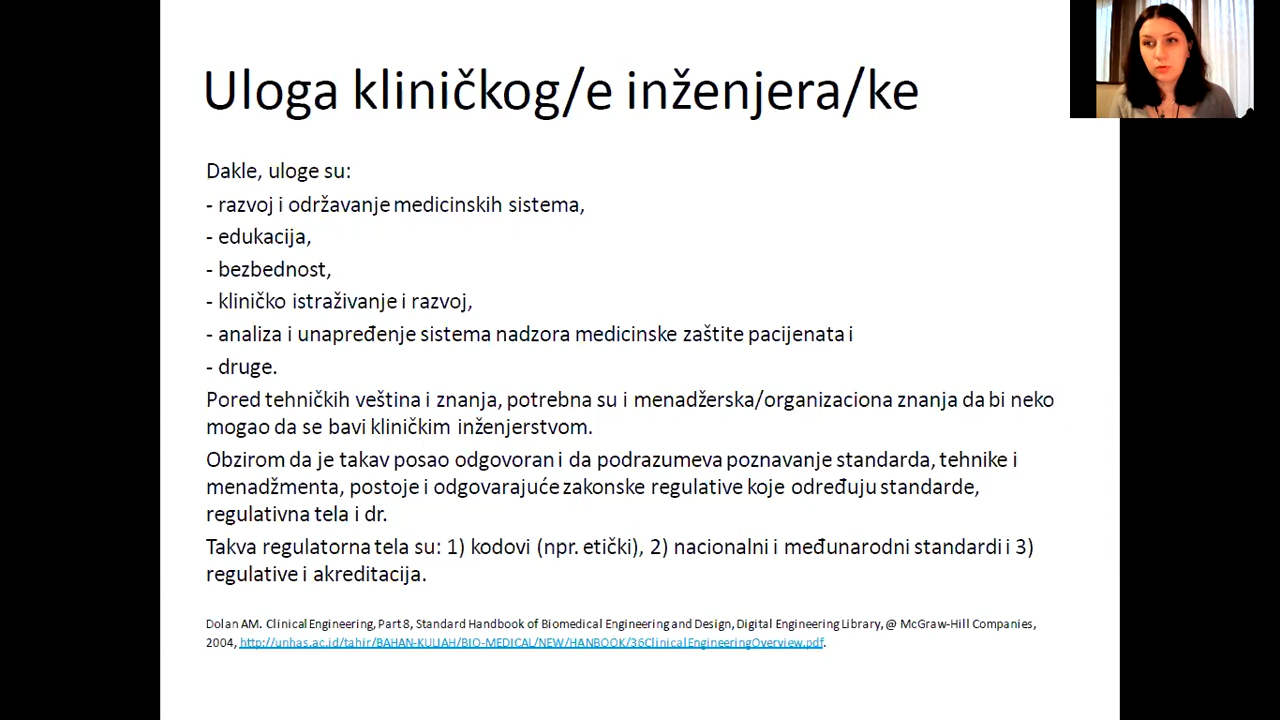 Uloga kliničkog/e inženjera/ke
Dakle, uloge su:
- razvoj i održavanje medicinskih sistema,
- edukacija,
- bezbednost,
- kliničko istraživanje i razvoj,
- analiza i unapređenje sistema nadzora medicinske zaštite pacijenata i
- druge.
Pored tehničkih veština i znanja, potrebna su i menadžerska/organizaciona znanja da bi neko
mogao da se bavi kliničkim inženjerstvom.
Obzirom da je takav posao odgovoran i da podrazumeva poznavanje standarda, tehnike i
menadžmenta, postoje i odgovarajuće zakonske regulative koje određuju standarde,
regulativna tela i dr.
Takva regulatorna tela su: 1) kodovi (npr. etički), 2) nacionalni i međunarodni standardi i 3)
regulative i akreditacija.
Dolan AM. Clinical Engineering, Part 8, Standard Handbook of Biomedical Engineering and Design, Digital Engineering Library, @ McGraw-Hill Companies,
2004, http://unhas.ac.id/tahir/BAHAN-KULIAH/BIO-MEDICAL/NEW/HANBOOK/36ClinicalEngineeringOverview.pdf.